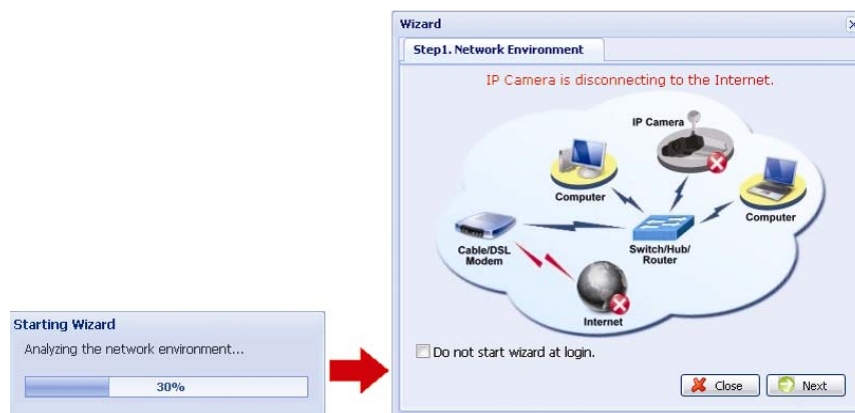 Starting Wizard
Analyzing the network environment...
30%
Wizard
Step1. Network Environment
IP Camera is disconnecting to the Internet.
IP Camera
Computer
Computer
Cable/DSL
Modem
Switch/Hub/
Router
Internet
Do not start wizard at login.
Close
Next